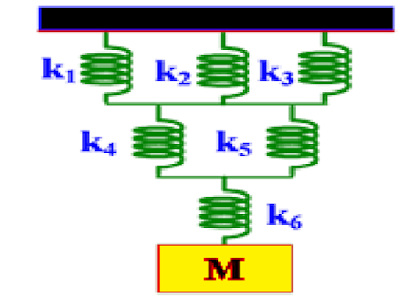 k₁ k₂ k₃
k₄ k₅
k₆
M